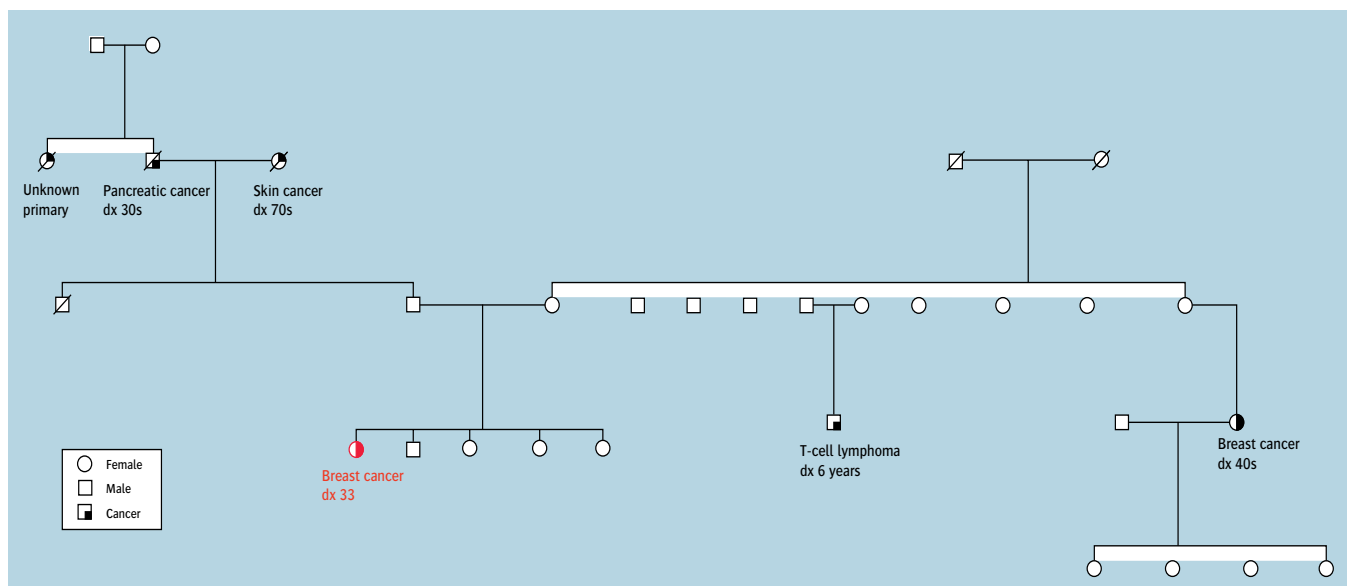 Unknown
primary
Pancreatic cancer
dx 30s
Skin cancer
dx 70s
Breast cancer
dx 33
T-cell lymphoma
dx 6 years
Breast cancer
dx 40s
Female
Male
Cancer